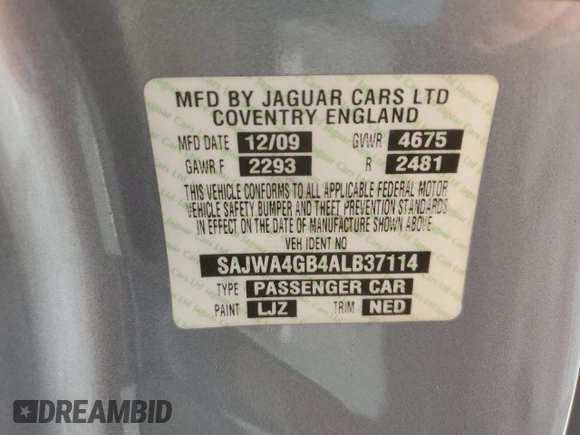 MFD BY JAGUAR CARS LTD
COVENTRY ENGLAND
MFD DATE 12/09 GVWR 4675
GAWR F 2293 R 2481
THIS VEHICLE CONFORMS TO ALL APPLICABLE FEDERAL MOTOR
VEHICLE SAFETY BUMPER AND THEFT PREVENTION STANDARDS
IN EFFECT ON THE DATE OF MANUFACTURE SHOWN ABOVE.
VEH IDENT NO
SAJWA4GB4ALB37114
TYPE PASSENGER CAR
PAINT LJZ TRIM NED
DREAMBID